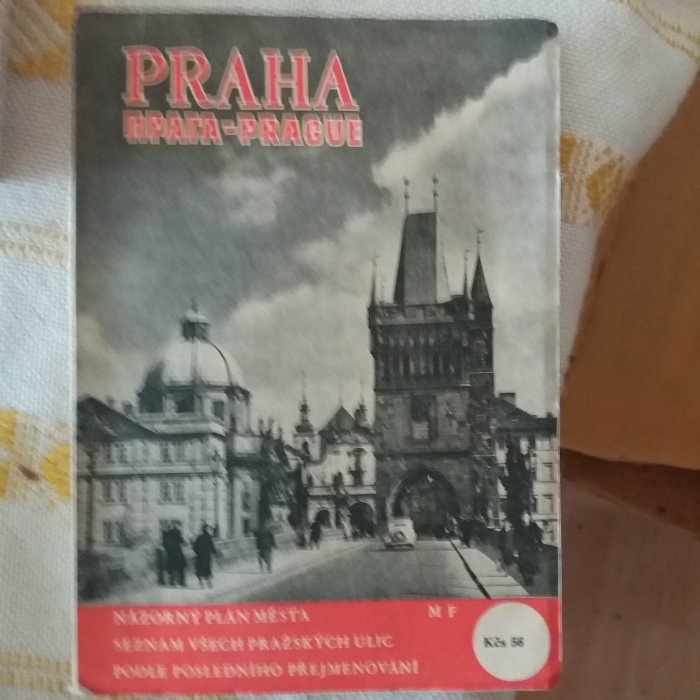 PRAHA
ПРАГА-PRAGUE
NÁZORNÝ PLÁN MĚSTA
M F
SEZNAM VŠECH PRAŽSKÝCH ULIC
PODLE POSLEDNÍHO PŘEJMENOVÁNÍ
Kčs 56